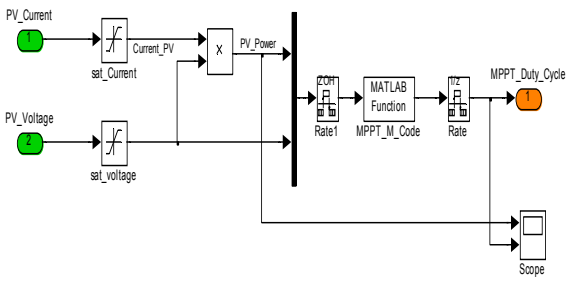 PV_Current
1
sat_Current
Current_PV
x
PV_Power
PV_Voltage
2
sat_voltage
ZOH
Rate1
MATLAB
Function
MPPT_M_Code
1/z
Rate
MPPT_Duty_Cycle
1
Scope